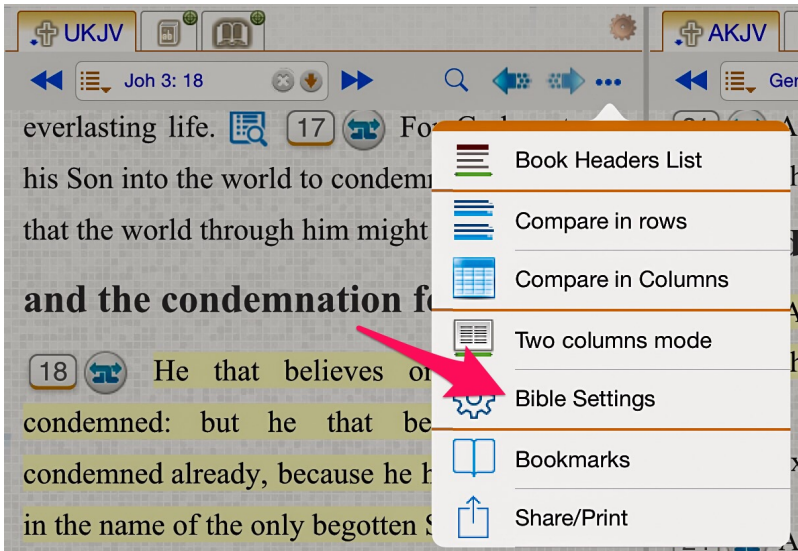 UKJV
AKJV
Joh 3: 18
everlasting life. 17
his Son into the world to
that the world through him might
and the condemnation
18 He that believes
condemned: but he that
condemned already, because he
in the name of the only begotten
Book Headers List
Compare in rows
Compare in Columns
Two columns mode
Bible Settings
Bookmarks
Share/Print